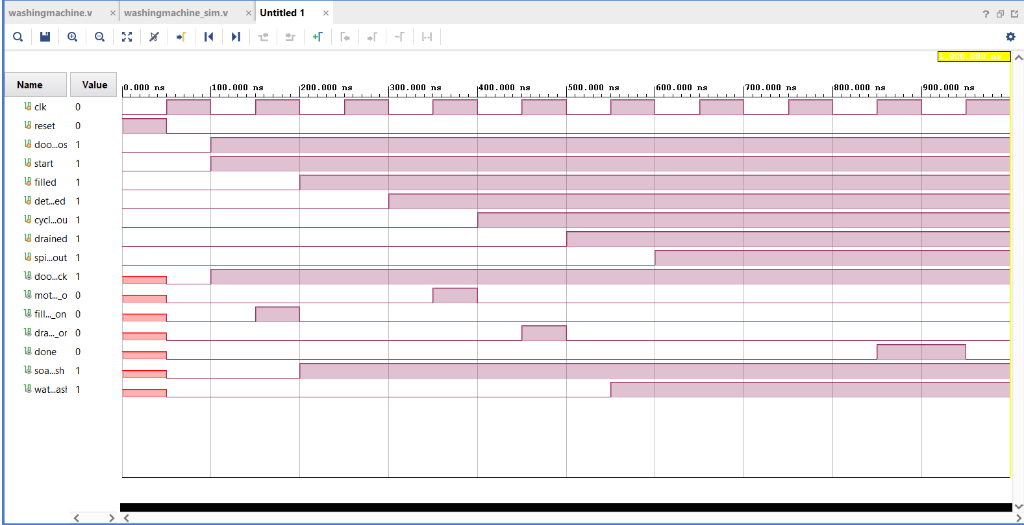 washingmachine.v × washingmachine_sim.v × Untitled 1 ×
Name Value
0.000 ns 100.000 ns 200.000 ns 300.000 ns 400.000 ns 500.000 ns 600.000 ns 700.000 ns 800.000 ns 900.000 ns
clk 0
reset 0
doo...os 1
start 1
filled 1
det...ed 1
cycl...ou 1
drained 1
spi...out 1
doo...ck 1
mot..._o 0
fill..._on 0
dra..._or 0
done 0
soa...sh 1
wat...ash 1